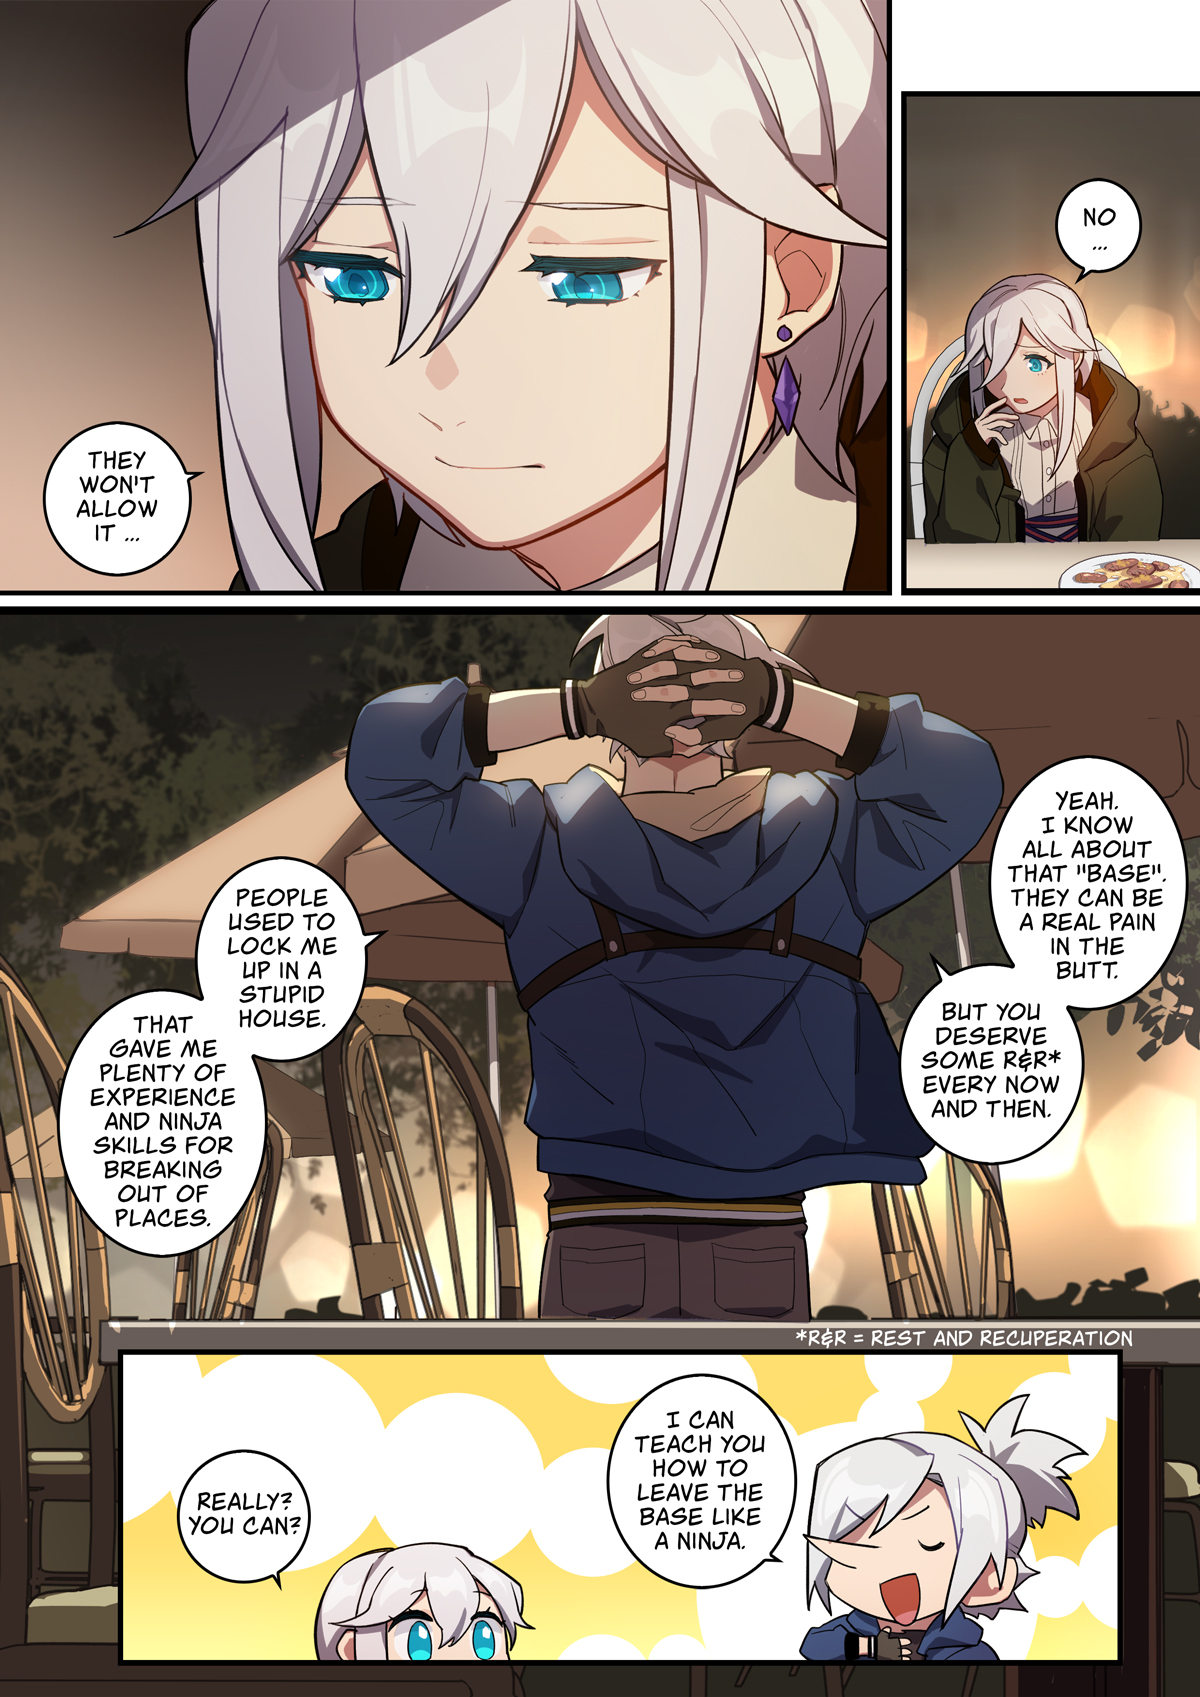 NO
...
THEY
WON'T
ALLOW
IT ...
YEAH.
I KNOW
ALL ABOUT
THAT "BASE".
THEY CAN BE
A REAL PAIN
IN THE
BUTT.
BUT YOU
DESERVE
SOME R&R*
EVERY NOW
AND THEN.
PEOPLE
USED TO
LOCK ME
UP IN A
STUPID
HOUSE.
THAT
GAVE ME
PLENTY OF
EXPERIENCE
AND NINJA
SKILLS FOR
BREAKING
OUT OF
PLACES.
*R&R = REST AND RECUPERATION
I CAN
TEACH YOU
HOW TO
LEAVE THE
BASE LIKE
A NINJA.
REALLY?
YOU CAN?